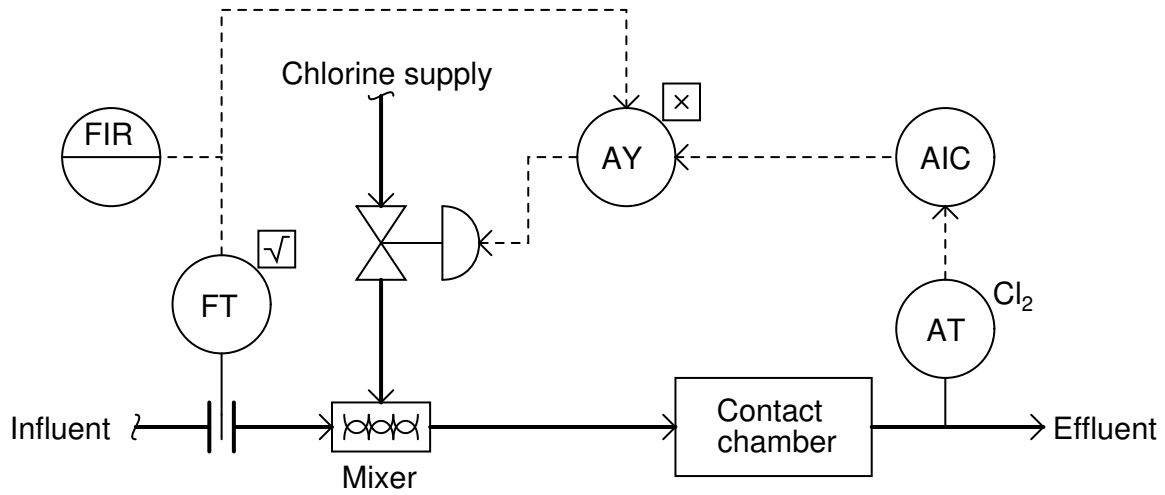 Chlorine supply
FIR
AY
×
AIC
√
FT
Cl₂
AT
Influent
Contact
chamber
Effluent
Mixer